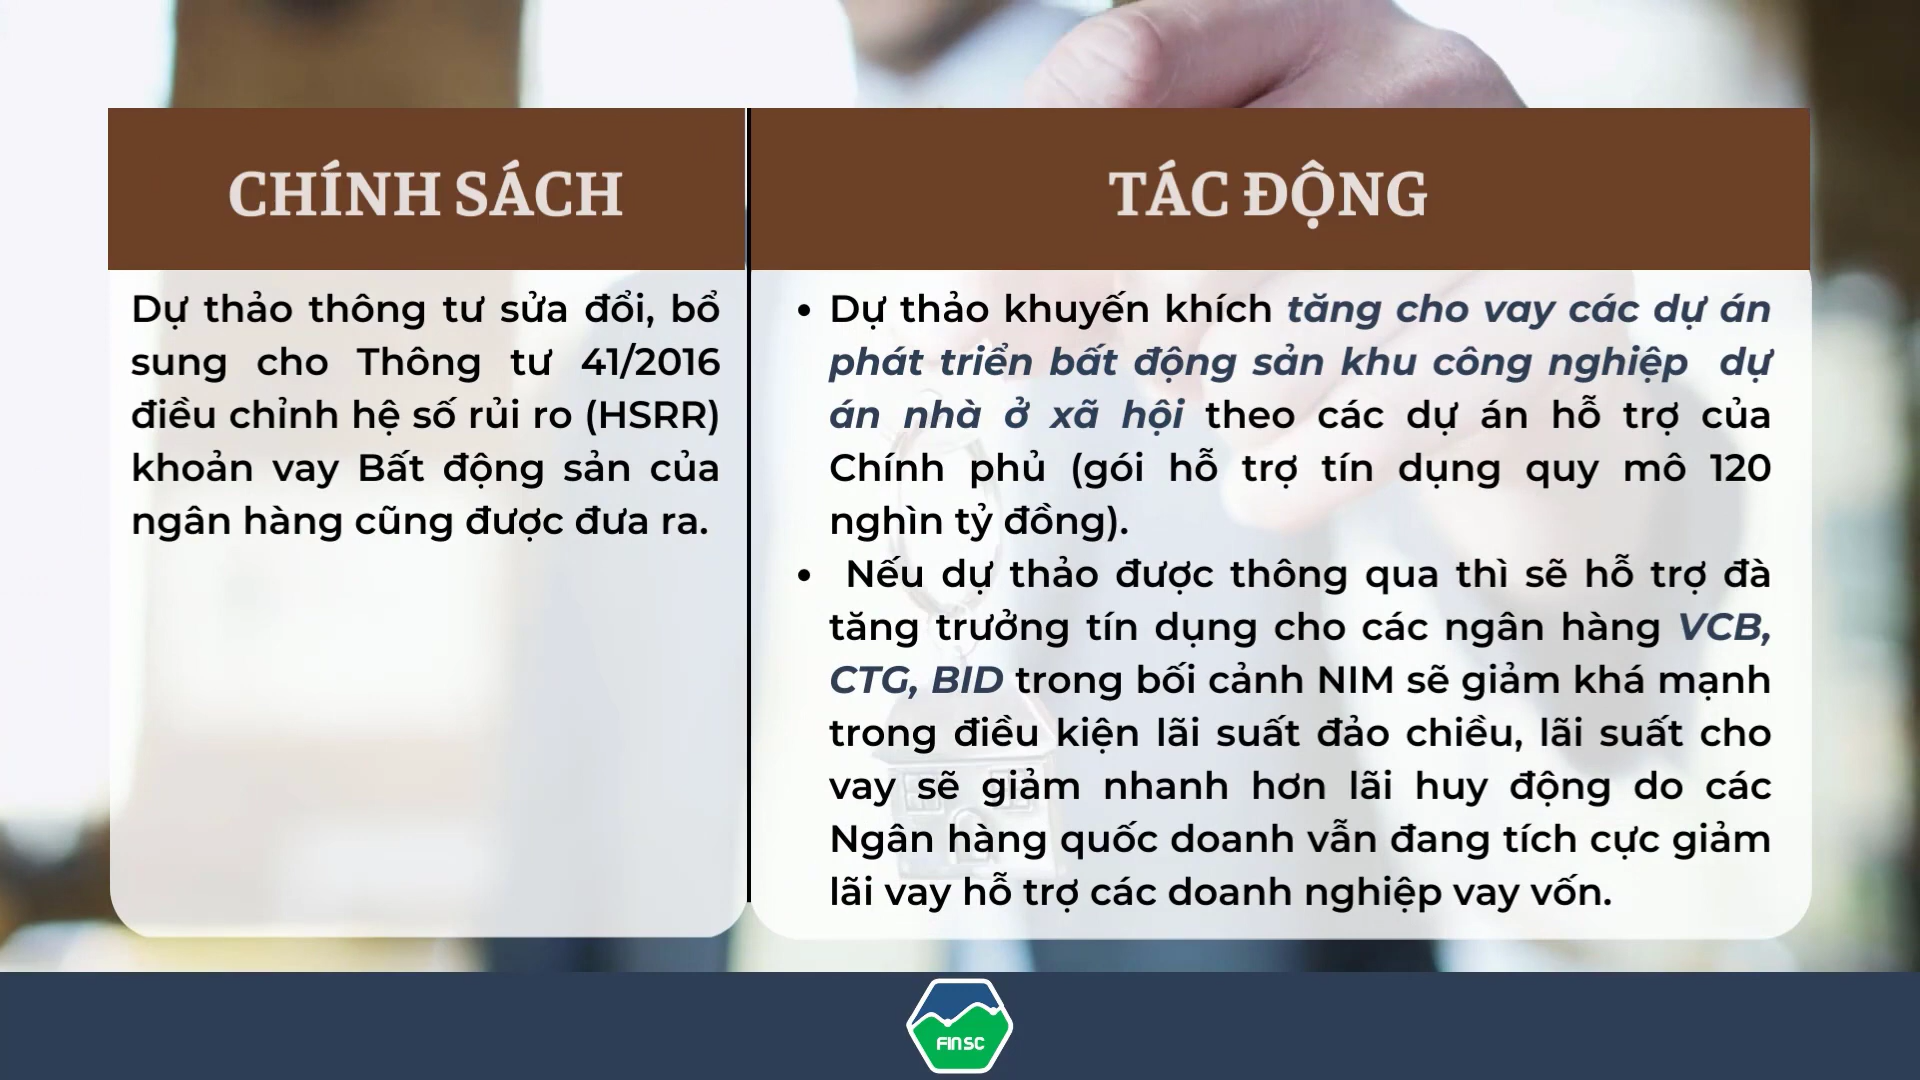 CHÍNH SÁCH
Dự thảo thông tư sửa đổi, bổ
sung cho Thông tư 41/2016
điều chỉnh hệ số rủi ro (HSRR)
khoản vay Bất động sản của
ngân hàng cũng được đưa ra.
TÁC ĐỘNG
• Dự thảo khuyến khích tăng cho vay các dự án
phát triển bất động sản khu công nghiệp dự
án nhà ở xã hội theo các dự án hỗ trợ của
Chính phủ (gói hỗ trợ tín dụng quy mô 120
nghìn tỷ đồng).
• Nếu dự thảo được thông qua thì sẽ hỗ trợ đà
tăng trưởng tín dụng cho các ngân hàng VCB,
CTG, BID trong bối cảnh NIM sẽ giảm khá mạnh
trong điều kiện lãi suất đảo chiều, lãi suất cho
vay sẽ giảm nhanh hơn lãi huy động do các
Ngân hàng quốc doanh vẫn đang tích cực giảm
lãi vay hỗ trợ các doanh nghiệp vay vốn.
FINSC